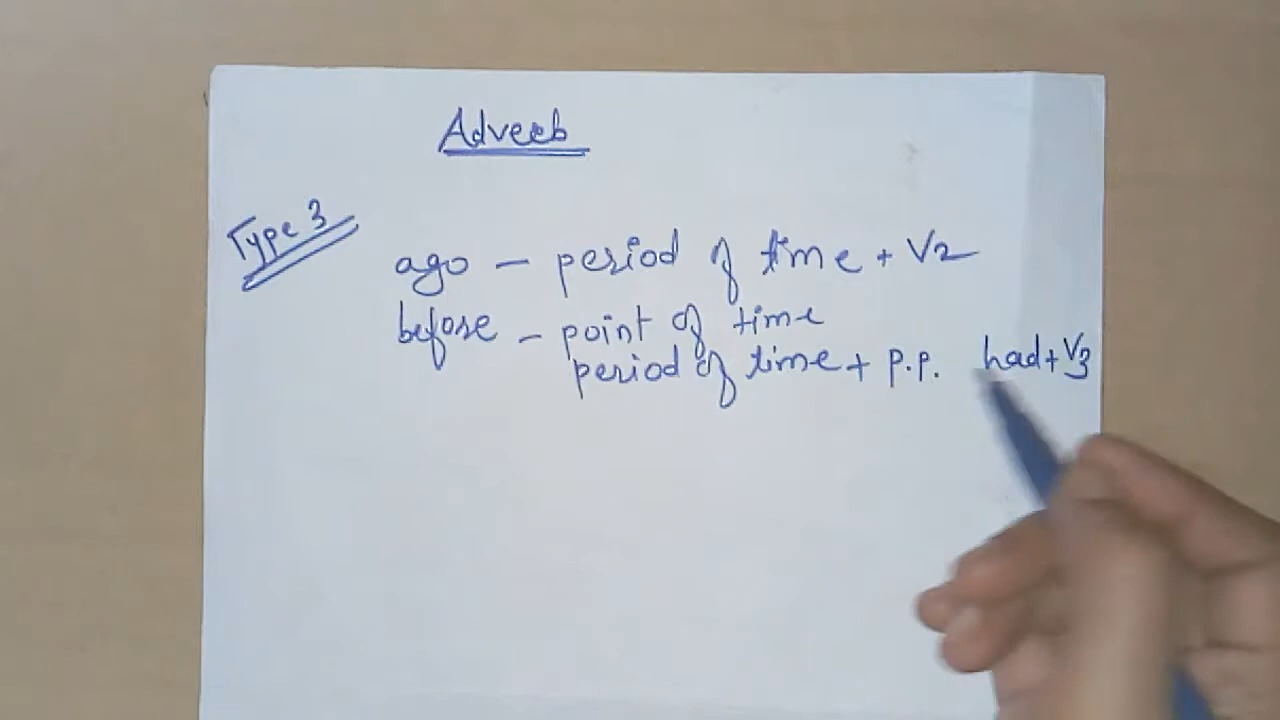 Adverb
Type 3
ago - period of time + V2
before - point of time
period of time + p.p. had + V3